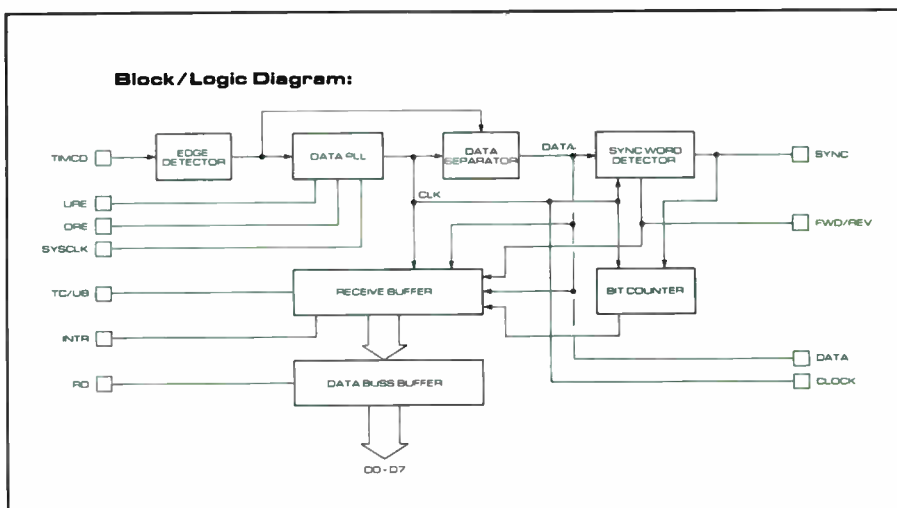 Block/Logic Diagram:
TIMCD
EDGE
DETECTOR
DATA PLL
DATA
SEPARATOR
DATA
SYNC WORD
DETECTOR
SYNC
CLK
URE
DRE
SYSCLK
FWD/REV
TC/UB
RECEIVE BUFFER
BIT COUNTER
INTR
RD
DATA BUSS BUFFER
DATA
CLOCK
D0-D7